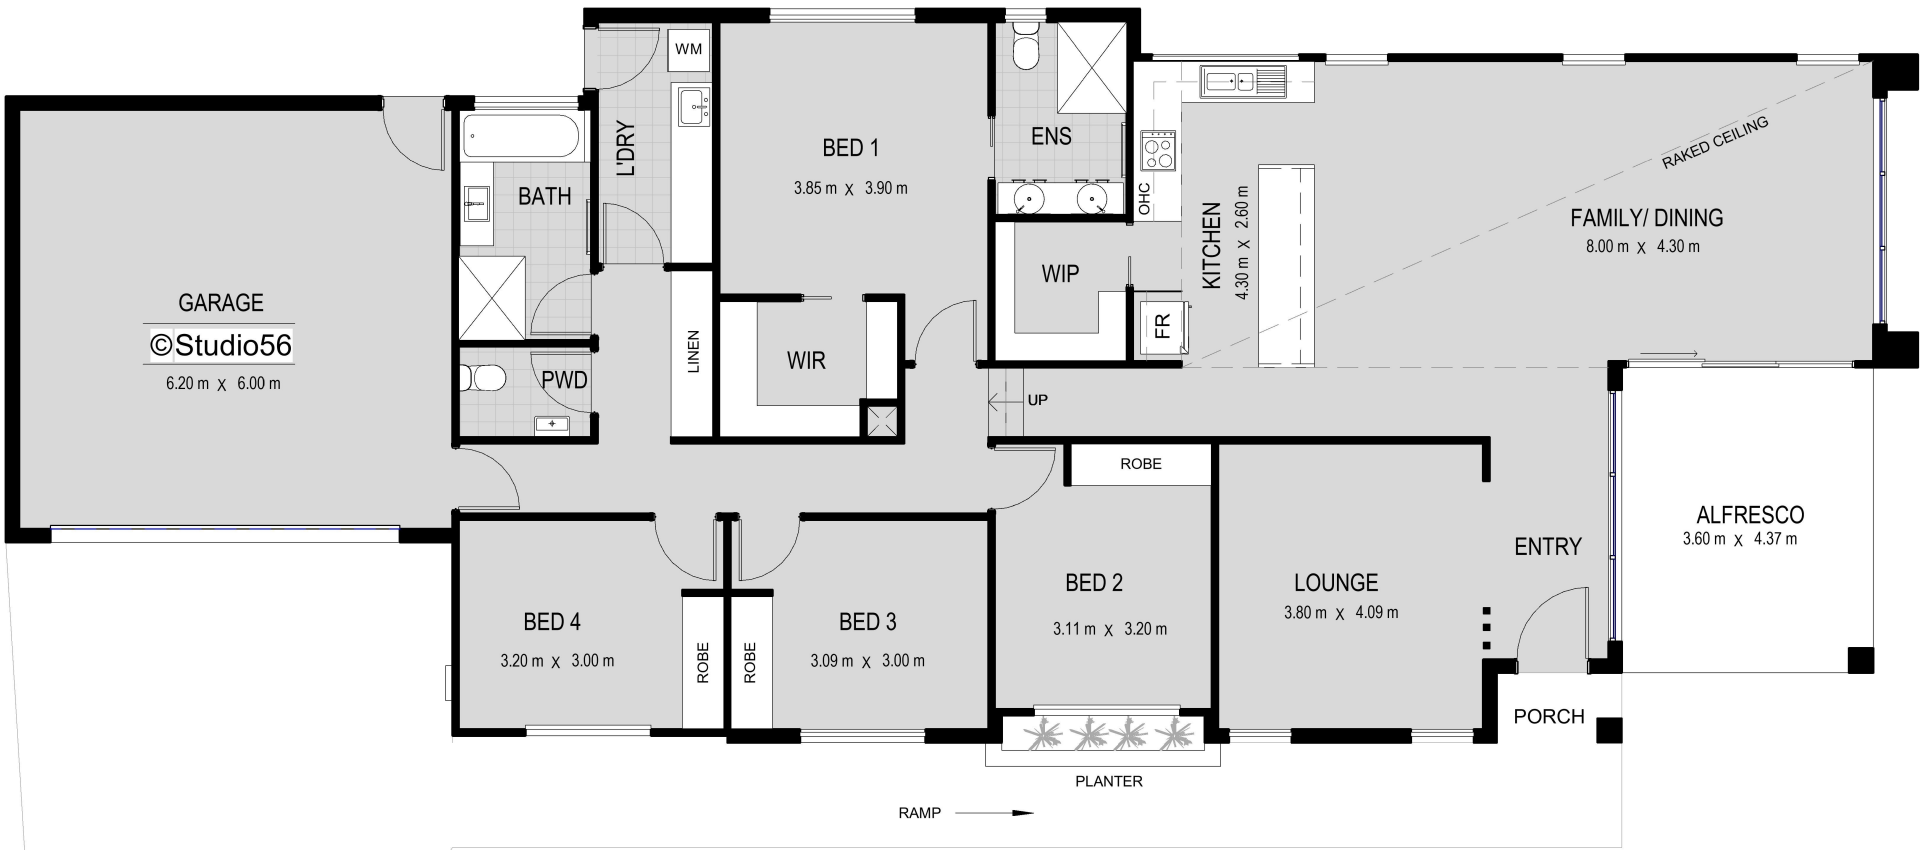 WM
L'DRY
BED 1
3.85 m X 3.90 m
ENS
BATH
OHC
KITCHEN
4.30 m X 2.60 m
RAKED CEILING
FAMILY/ DINING
8.00 m X 4.30 m
WIP
FR
GARAGE
©Studio56
6.20 m X 6.00 m
LINEN
WIR
PWD
UP
ROBE
ALFRESCO
3.60 m X 4.37 m
ENTRY
BED 2
3.11 m X 3.20 m
LOUNGE
3.80 m X 4.09 m
BED 4
3.20 m X 3.00 m
ROBE
ROBE
BED 3
3.09 m X 3.00 m
PORCH
PLANTER
RAMP